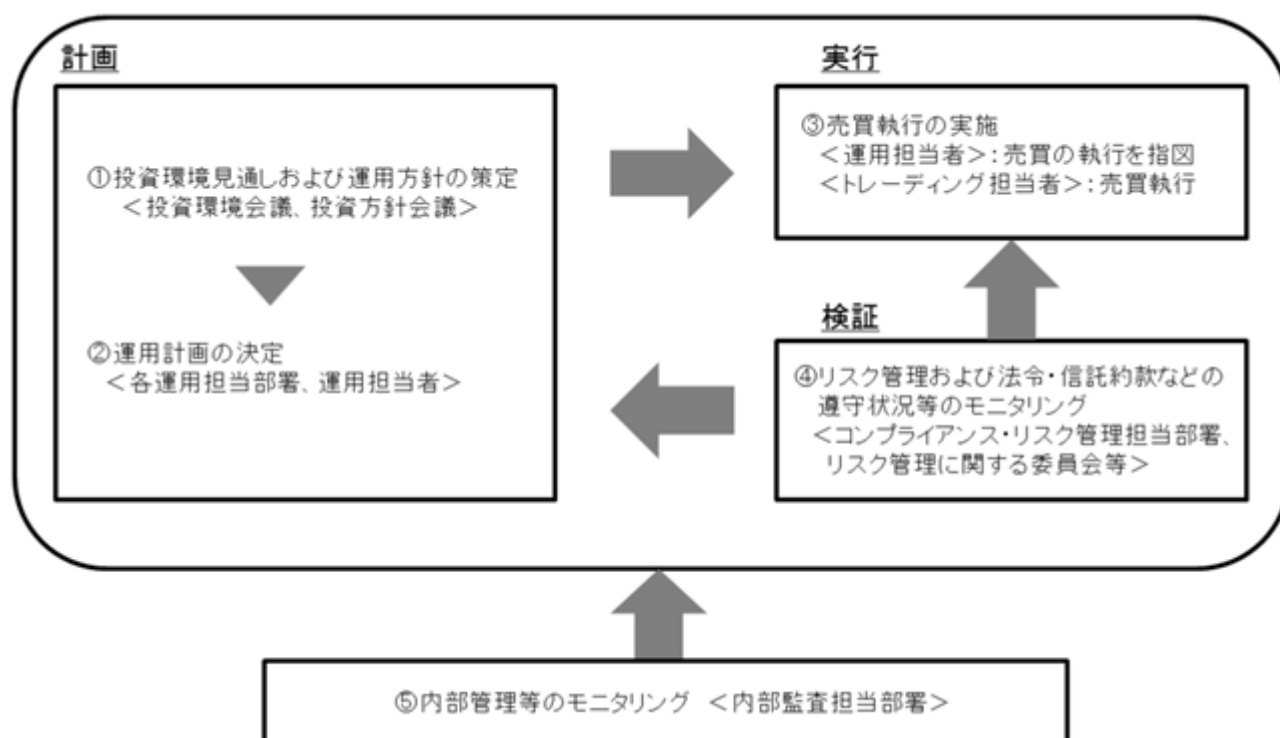 計画
①投資環境見通しおよび運用方針の策定
＜投資環境会議、投資方針会議＞
②運用計画の決定
＜各運用担当部署、運用担当者＞
実行
③売買執行の実施
＜運用担当者＞：売買の執行を指図
＜トレーディング担当者＞：売買執行
検証
④リスク管理および法令・信託約款などの
遵守状況等のモニタリング
＜コンプライアンス・リスク管理担当部署、
リスク管理に関する委員会等＞
⑤内部管理等のモニタリング ＜内部監査担当部署＞